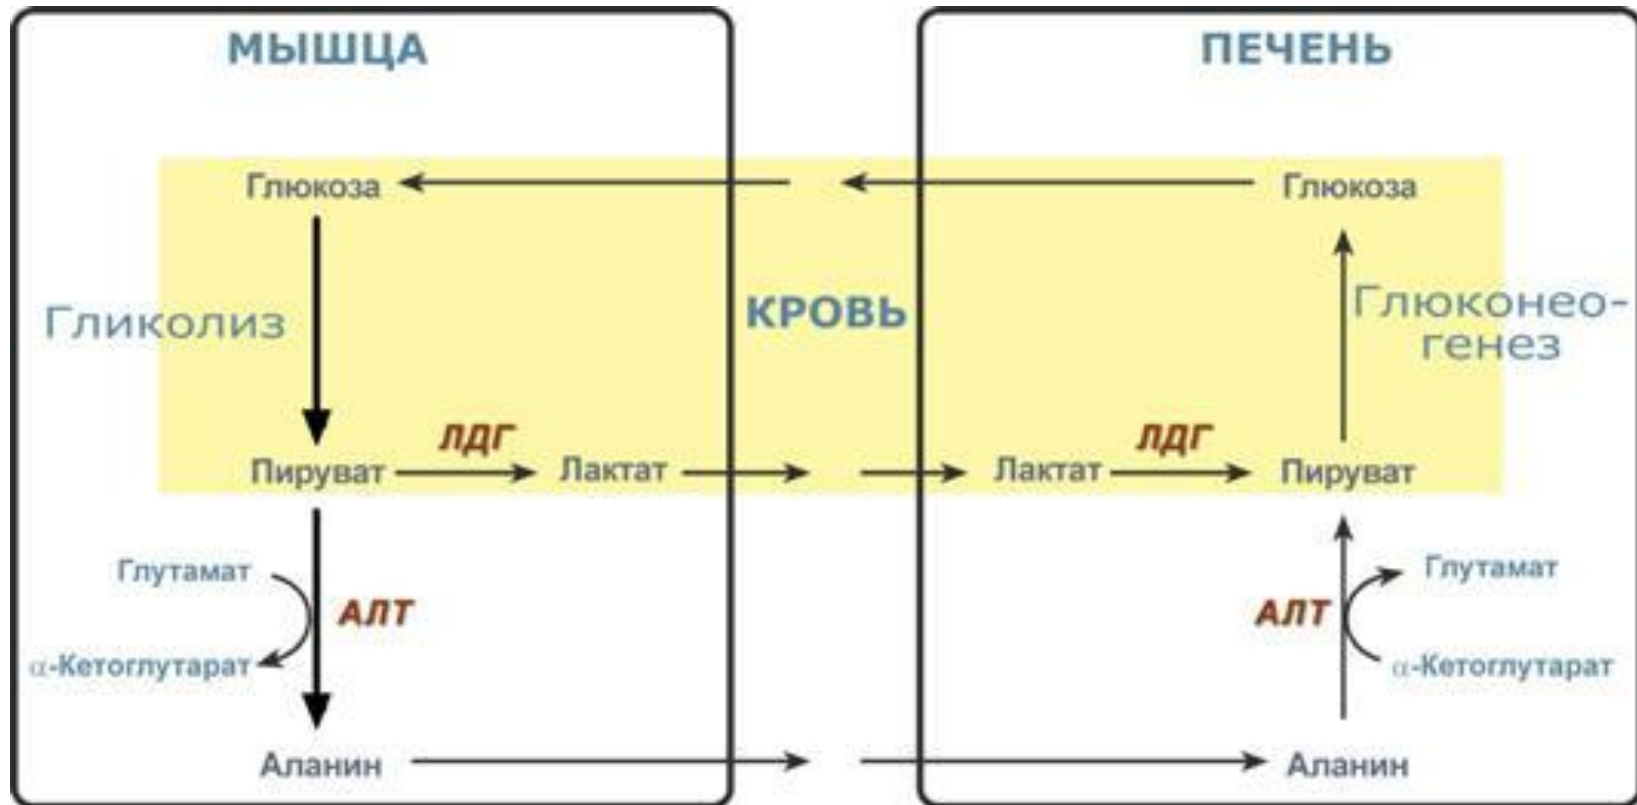 МЫШЦА
ПЕЧЕНЬ
Глюкоза
Глюкоза
Гликолиз
КРОВЬ
Глюконео-
генез
Пируват
ЛДГ
Лактат
Лактат
ЛДГ
Пируват
Глутамат
АЛТ
α-Кетоглутарат
Глутамат
АЛТ
α-Кетоглутарат
Аланин
Аланин